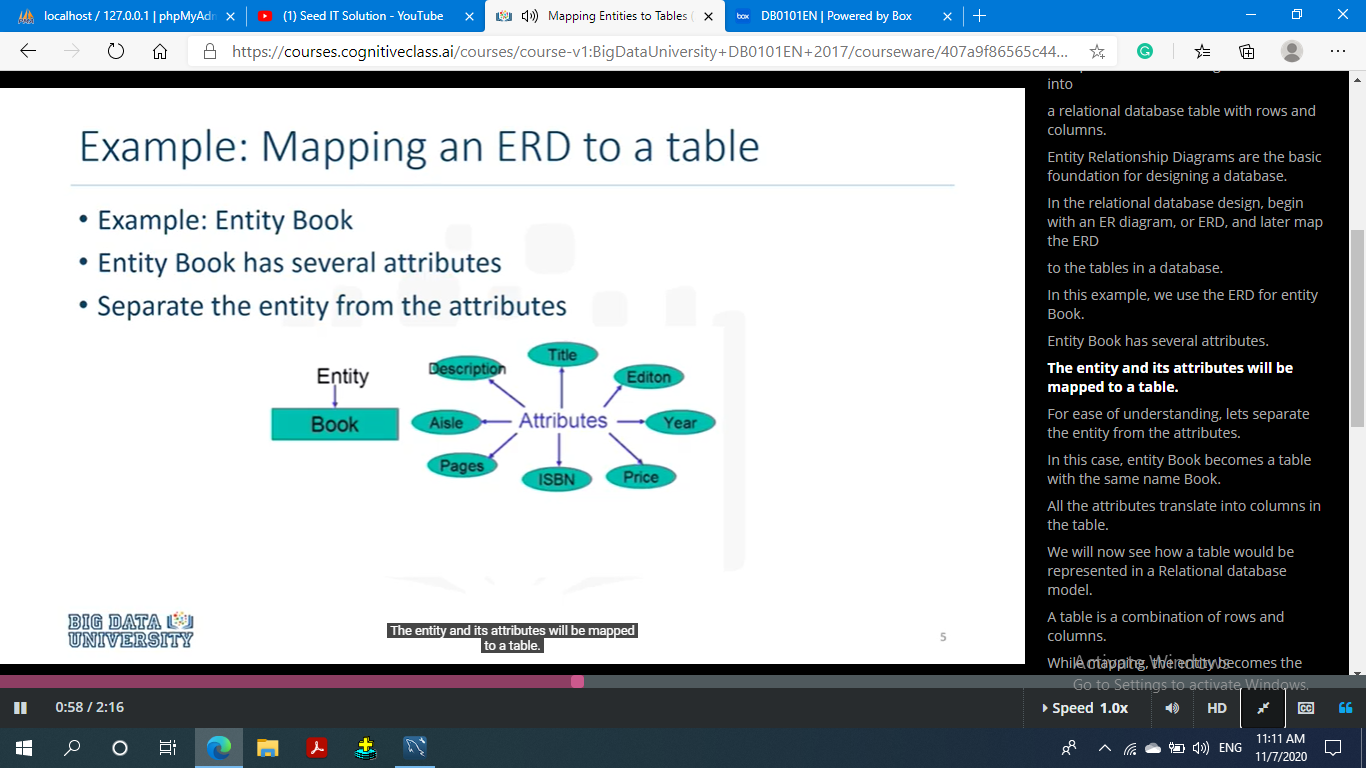 localhost / 127.0.0.1 | phpMyAdr
(1) Seed IT Solution - YouTube
Mapping Entities to Tables (
DB0101EN | Powered by Box
box
https://courses.cognitiveclass.ai/courses/course-v1:BigDataUniversity+DB0101EN+2017/courseware/407a9f86565c44...
Example: Mapping an ERD to a table
• Example: Entity Book
• Entity Book has several attributes
• Separate the entity from the attributes
Entity
Book
Description
Title
Editon
Aisle
Attributes
Year
Pages
ISBN
Price
BIG DATA
UNIVERSITY
The entity and its attributes will be mapped
to a table.
5
into
a relational database table with rows and
columns.
Entity Relationship Diagrams are the basic
foundation for designing a database.
In the relational database design, begin
with an ER diagram, or ERD, and later map
the ERD
to the tables in a database.
In this example, we use the ERD for entity
Book.
Entity Book has several attributes.
The entity and its attributes will be
mapped to a table.
For ease of understanding, lets separate
the entity from the attributes.
In this case, entity Book becomes a table
with the same name Book.
All the attributes translate into columns in
the table.
We will now see how a table would be
represented in a Relational database
model.
A table is a combination of rows and
columns.
While mapping, the entity becomes the
Activate Windows
Go to Settings to activate Windows.
0:58 / 2:16
Speed 1.0x
HD
CC
ENG
11:11 AM
11/7/2020